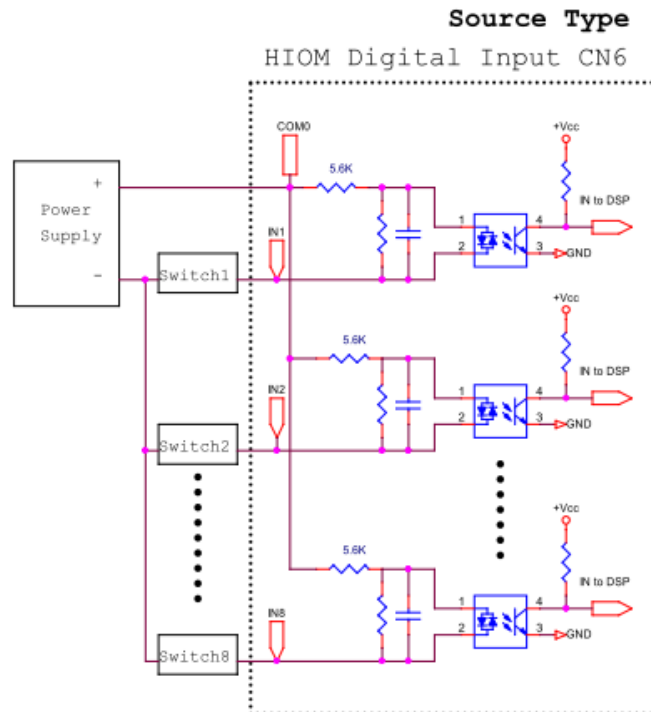 Source Type
HIOM Digital Input CN6
COM0
+Vcc
5.6K
+
Power
Supply
-
IN to DSP
1
4
2
3
GND
IN1
Switch1
+Vcc
5.6K
IN to DSP
1
4
2
3
GND
IN2
Switch2
+Vcc
5.6K
IN to DSP
1
4
2
3
GND
IN8
Switch8